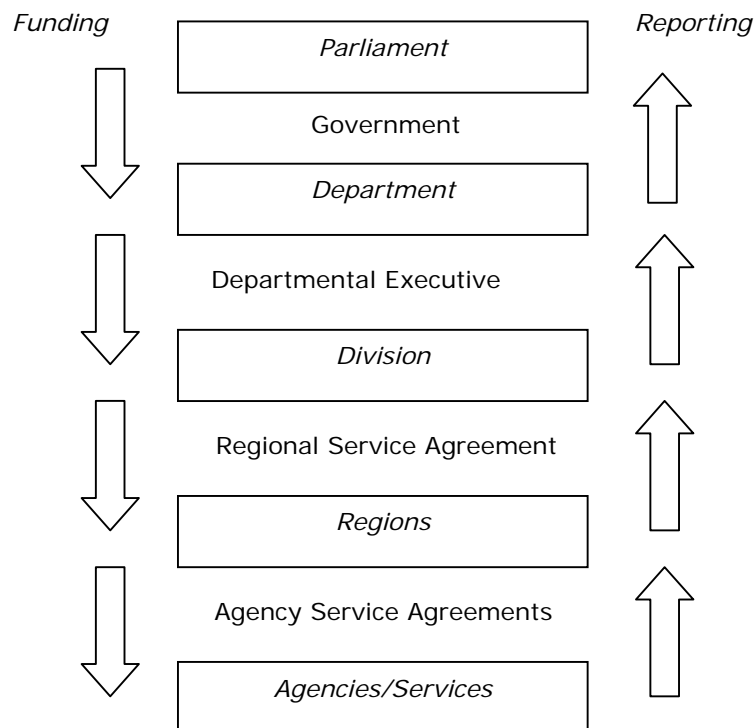 Funding
Parliament
Reporting
Government
Department
Departmental Executive
Division
Regional Service Agreement
Regions
Agency Service Agreements
Agencies/Services